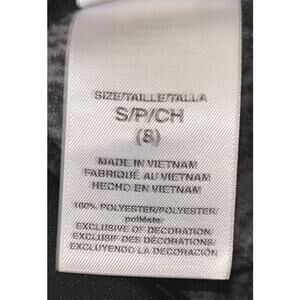 SIZE/TAILLE/TALLA
S/P/CH
(8)
MADE IN VIETNAM
FABRIQUÉ AU VIETNAM
HECHO EN VIETNAM
100% POLYESTER/POLYESTER/
poliéster
EXCLUSIVE OF DECORATION
EXCLUSIF DES DÉCORATIONS
EXCLUYENDO LA DECORACIÓN